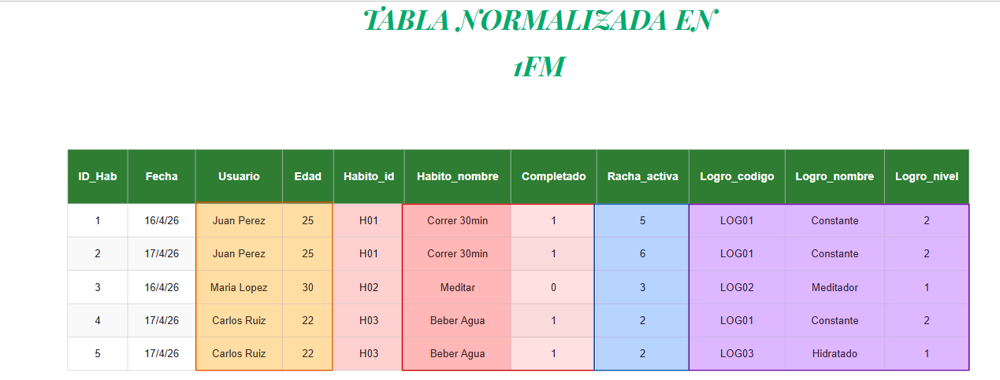 TABLA NORMALIZADA EN
1FM
ID_Hab Fecha Usuario Edad Habito_id Habito_nombre Completado Racha_activa Logro_codigo Logro_nombre Logro_nivel
1 16/4/26 Juan Perez 25 H01 Correr 30min 1 5 LOG01 Constante 2
2 17/4/26 Juan Perez 25 H01 Correr 30min 1 6 LOG01 Constante 2
3 16/4/26 Maria Lopez 30 H02 Meditar 0 3 LOG02 Meditador 1
4 17/4/26 Carlos Ruiz 22 H03 Beber Agua 1 2 LOG01 Constante 2
5 17/4/26 Carlos Ruiz 22 H03 Beber Agua 1 2 LOG03 Hidratado 1